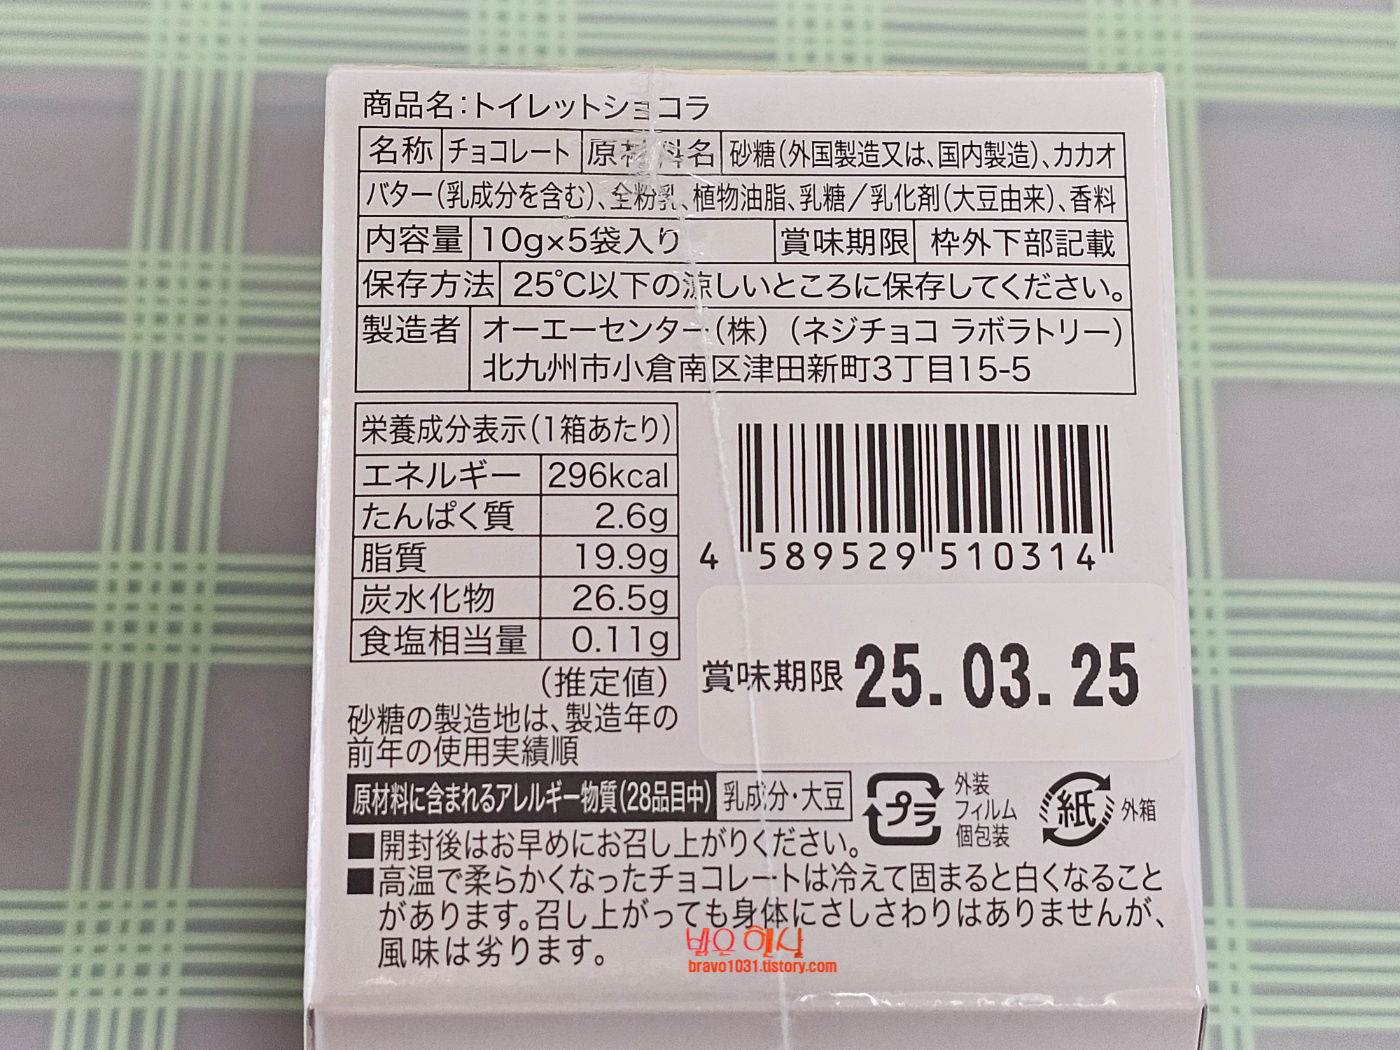 商品名:トイレットショコラ
名称 チョコレート 原材料名 砂糖(外国製造又は、国内製造)、カカオ
バター(乳成分を含む)、全粉乳、植物油脂、乳糖/乳化剤(大豆由来)、香料
内容量 10g×5袋入り 賞味期限 枠外下部記載
保存方法 25℃以下の涼しいところに保存してください。
製造者 オーエーセンター(株)(ネジチョコ ラボラトリー)
北九州市小倉南区津田新町3丁目15-5
栄養成分表示(1箱あたり)
エネルギー 296kcal
たんぱく質 2.6g
脂質 19.9g
炭水化物 26.5g
食塩相当量 0.11g
(推定値)
砂糖の製造地は、製造年の
前年の使用実績順
4 589529 510314
賞味期限 25.03.25
原材料に含まれるアレルギー物質(28品目中) 乳成分・大豆
プラ 外装
フィルム
個包装
紙 外箱
■開封後はお早めにお召し上がりください。
■高温で柔らかくなったチョコレートは冷えて固まると白くなること
があります。召し上がっても身体にさしさわりはありませんが、
風味は劣ります。
bravo1031.tistory.com